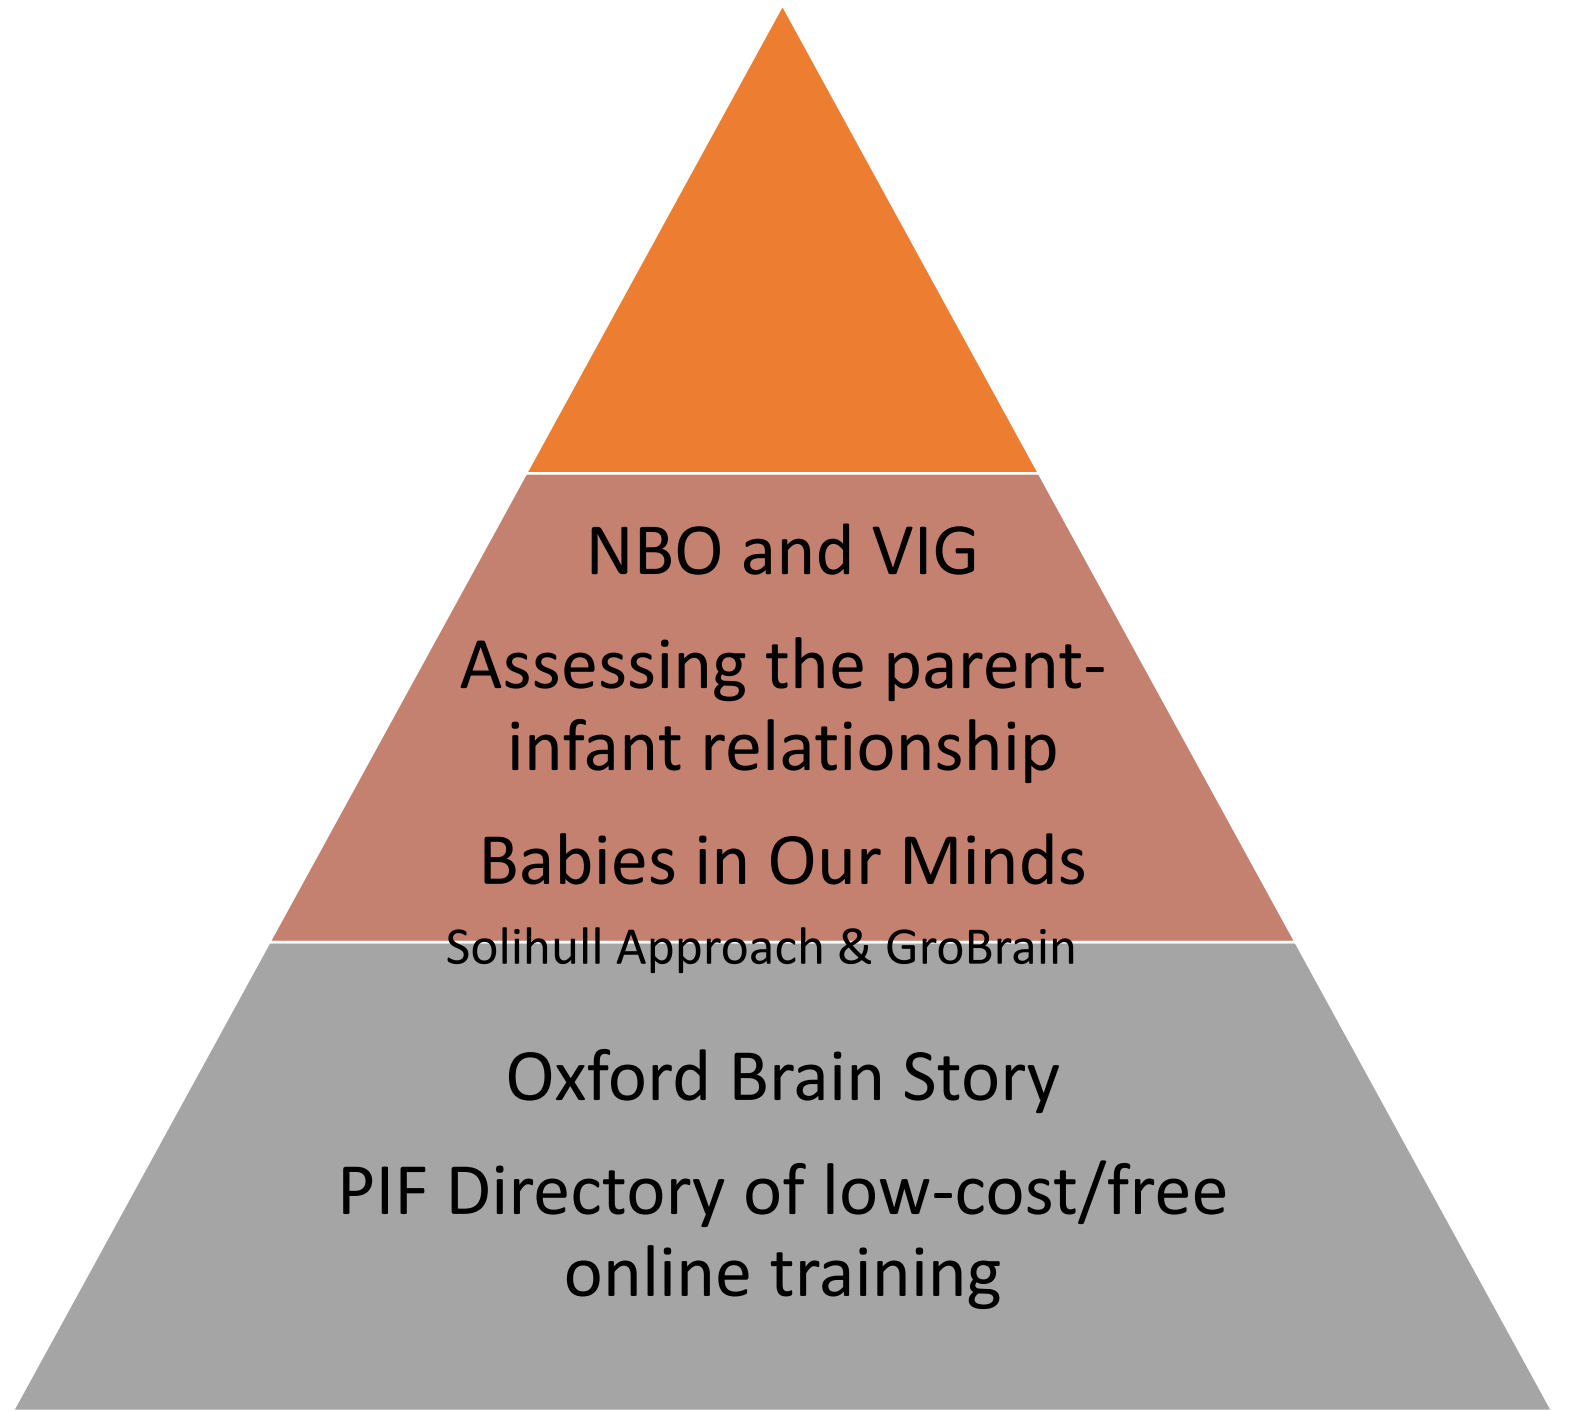 NBO and VIG
Assessing the parent-
infant relationship
Babies in Our Minds
Solihull Approach & GroBrain
Oxford Brain Story
PIF Directory of low-cost/free
online training